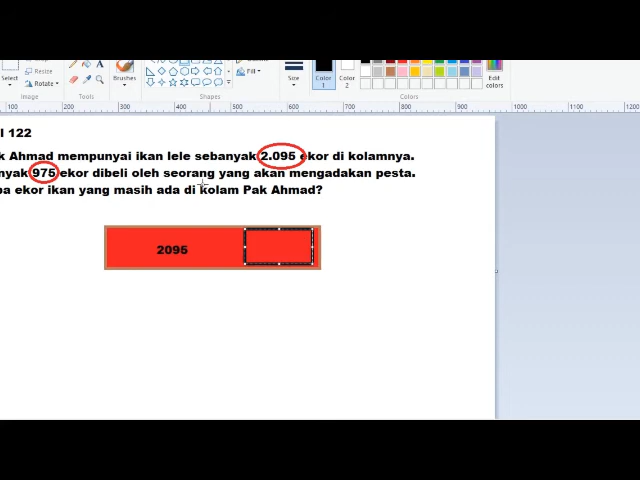 Select
Resize
Rotate
Image
Tools
Brushes
Fill
Shapes
Size
Color 1
Color 2
Edit colors
Colors
100 200 300 400 500 600 700 800 900 1000 1100 1200
l 122
k Ahmad mempunyai ikan lele sebanyak 2.095 ekor di kolamnya.
nyak 975 ekor dibeli oleh seorang yang akan mengadakan pesta.
pa ekor ikan yang masih ada di kolam Pak Ahmad?
2095